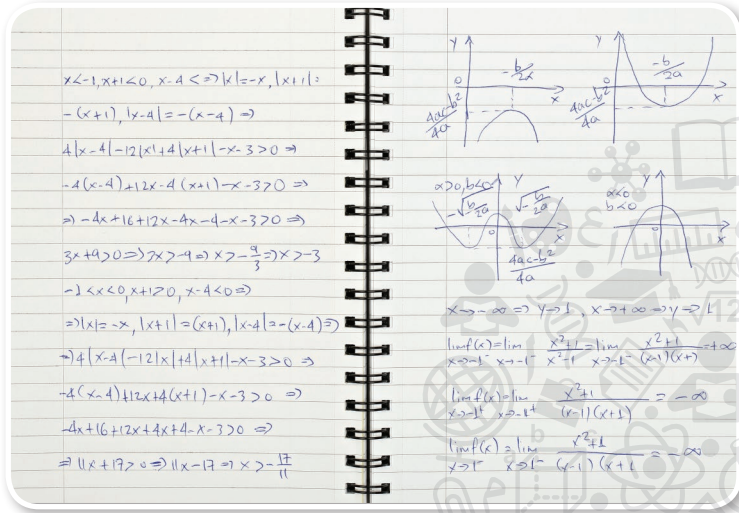 x<-1, x+1<0, x-4<=>|x|=-x, |x+1|=
-(x+1), |x-4|=-(x-4) =>
4|x-4|-12|x|+4|x+1|-x-3>0 =>
-4(x-4)+12x-4(x+1)-x-3>0 =>
=> -4x+16+12x-4x-4-x-3>0 =>
3x+9>0=>3x>-9=> x>-9/3=>x>-3
-1<x<0, x+1>0, x-4<0=>
=>|x|=-x, |x+1|=(x+1), |x-4|=-(x-4)=>
=>4|x-4|-12|x|+4|x+1|-x-3>0 =>
-4(x-4)+12x+4(x+1)-x-3>0 =>
-4x+16+12x+4x+4-x-3>0 =>
=> 11x+17>0=>11x-17=> x>-17/11
y
0
-b/2a
x
4ac-b²/4a
y
0
-b/2a
x
4ac-b²/4a
a>0, b<0
y
-√b/2a
√-b/2a
0
x
4ac-b²/4a
a<0
b<0
y
0
x
x->-∞=>y->1, x->+∞=>y->1
lim f(x)=lim x²+1/x²-1=lim x²+1/(x-1)(x+)=+∞
x->-1⁻ x->-1⁻ x->-1⁻
lim f(x)=lim x²+1/(x-1)(x+1) = -∞
x->-1⁺ x->-1⁺
lim f(x)=lim x²+1/(x-1)(x+1 = -∞
x->1⁻ x->1⁻